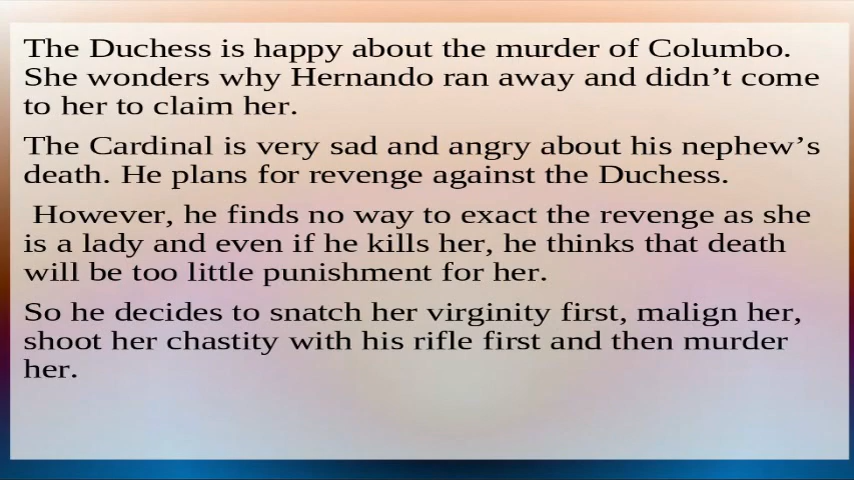 The Duchess is happy about the murder of Columbo.
She wonders why Hernando ran away and didn't come
to her to claim her.
The Cardinal is very sad and angry about his nephew's
death. He plans for revenge against the Duchess.
However, he finds no way to exact the revenge as she
is a lady and even if he kills her, he thinks that death
will be too little punishment for her.
So he decides to snatch her virginity first, malign her,
shoot her chastity with his rifle first and then murder
her.